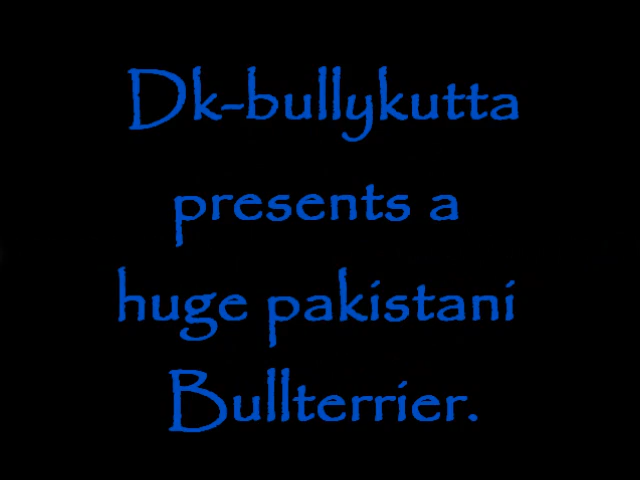 Dk-bullykutta
presents a
huge pakistani
Bullterrier.